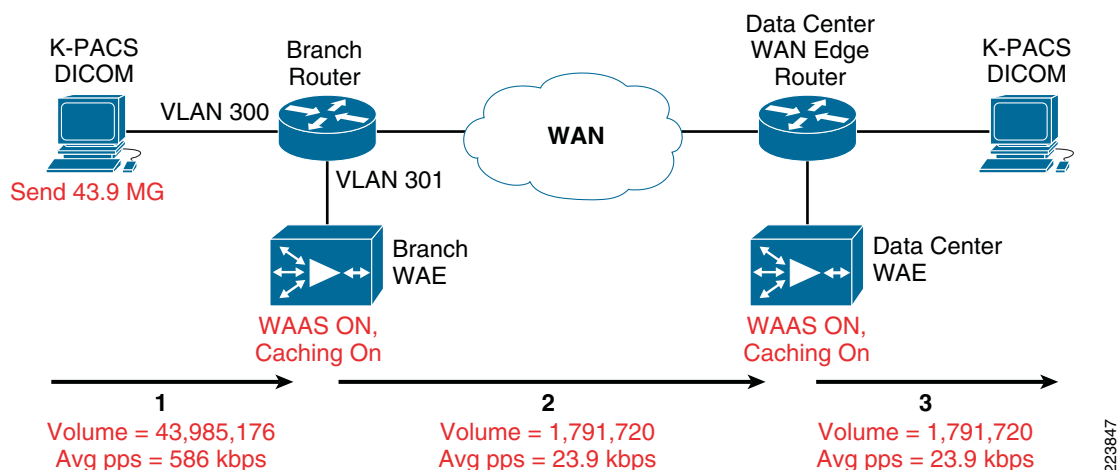 K-PACS
DICOM
Send 43.9 MG
VLAN 300
Branch
Router
VLAN 301
Branch
WAE
WAAS ON,
Caching On
WAN
Data Center
WAN Edge
Router
Data Center
WAE
WAAS ON,
Caching On
K-PACS
DICOM
1
Volume = 43,985,176
Avg pps = 586 kbps
2
Volume = 1,791,720
Avg pps = 23.9 kbps
3
Volume = 1,791,720
Avg pps = 23.9 kbps
223847